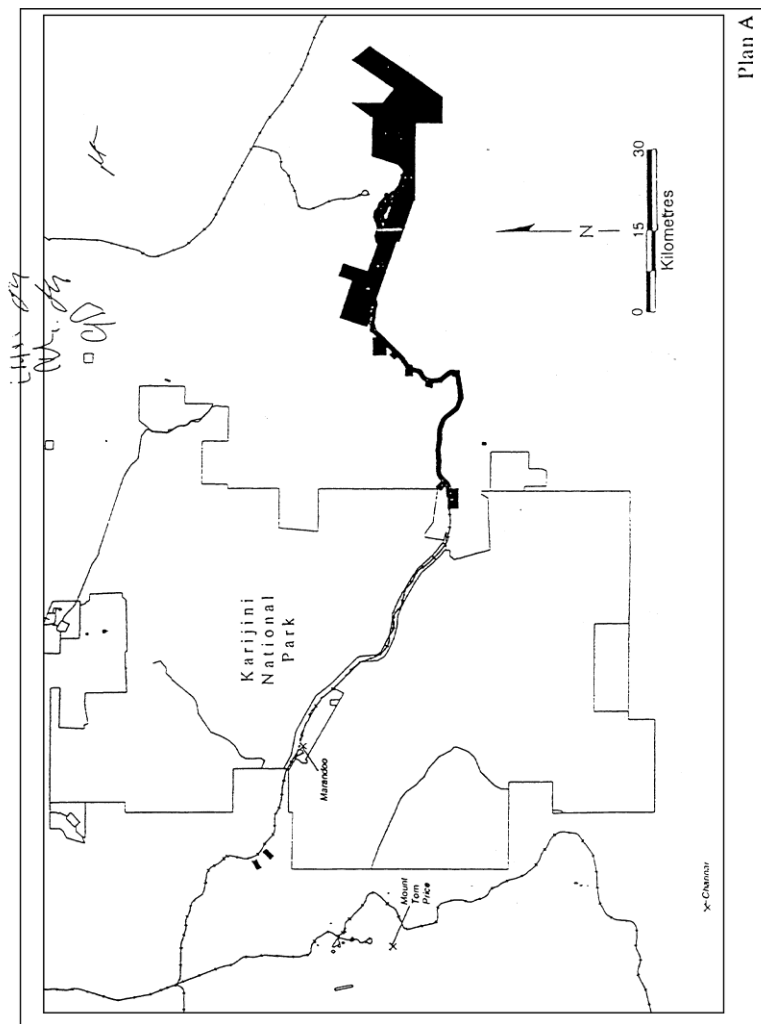 Plan A
Karijini
National
Park
Marandoo
Mount
Tom
Price
Channar
N
0
15
30
Kilometres